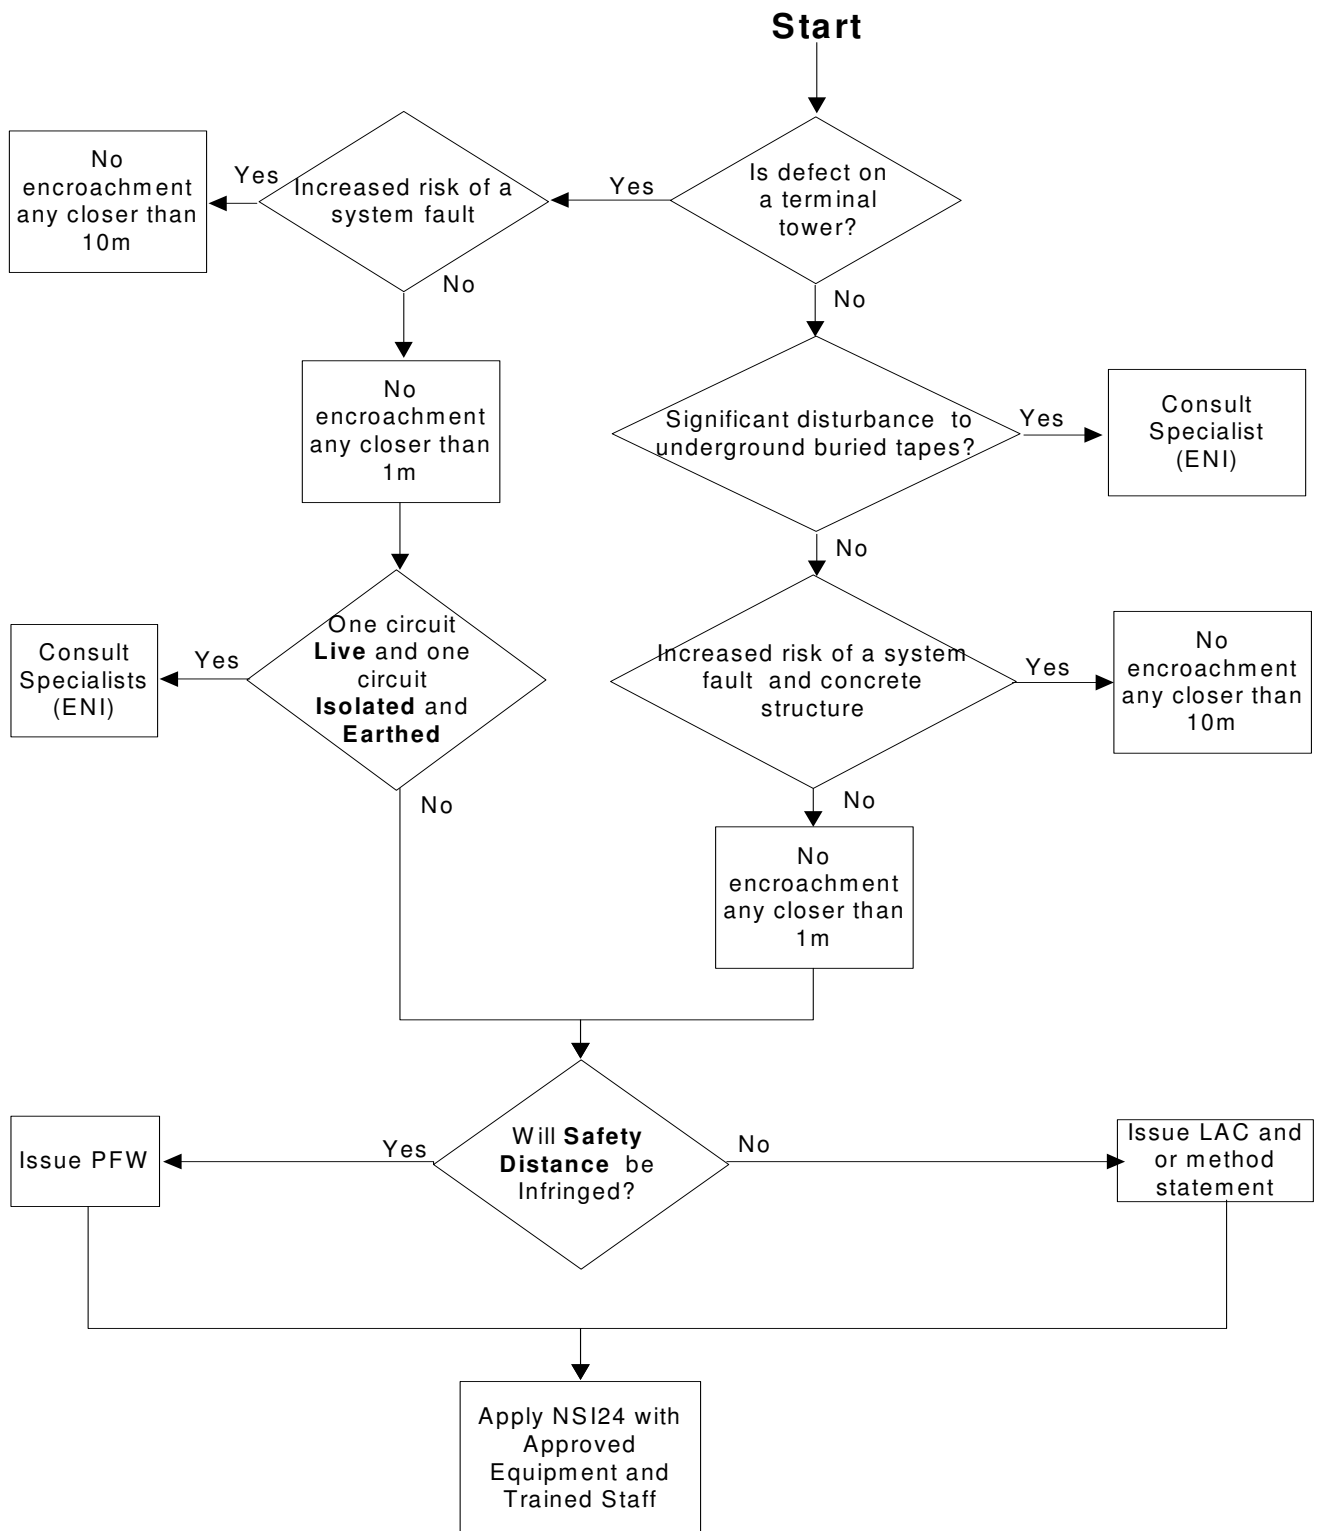 Start
Is defect on
a terminal
tower?
Yes
Increased risk of a
system fault
Yes
No
encroachment
any closer than
10m
No
No
No
encroachment
any closer than
1m
Significant disturbance to
underground buried tapes?
Yes
Consult
Specialist
(ENI)
No
One circuit
Live and one
circuit
Isolated and
Earthed
Yes
Consult
Specialists
(ENI)
Increased risk of a system
fault and concrete
structure
Yes
No
encroachment
any closer than
10m
No
No
No
encroachment
any closer than
1m
Will Safety
Distance be
Infringed?
Yes
Issue PFW
No
Issue LAC and
or method
statement
Apply NSI24 with
Approved
Equipment and
Trained Staff